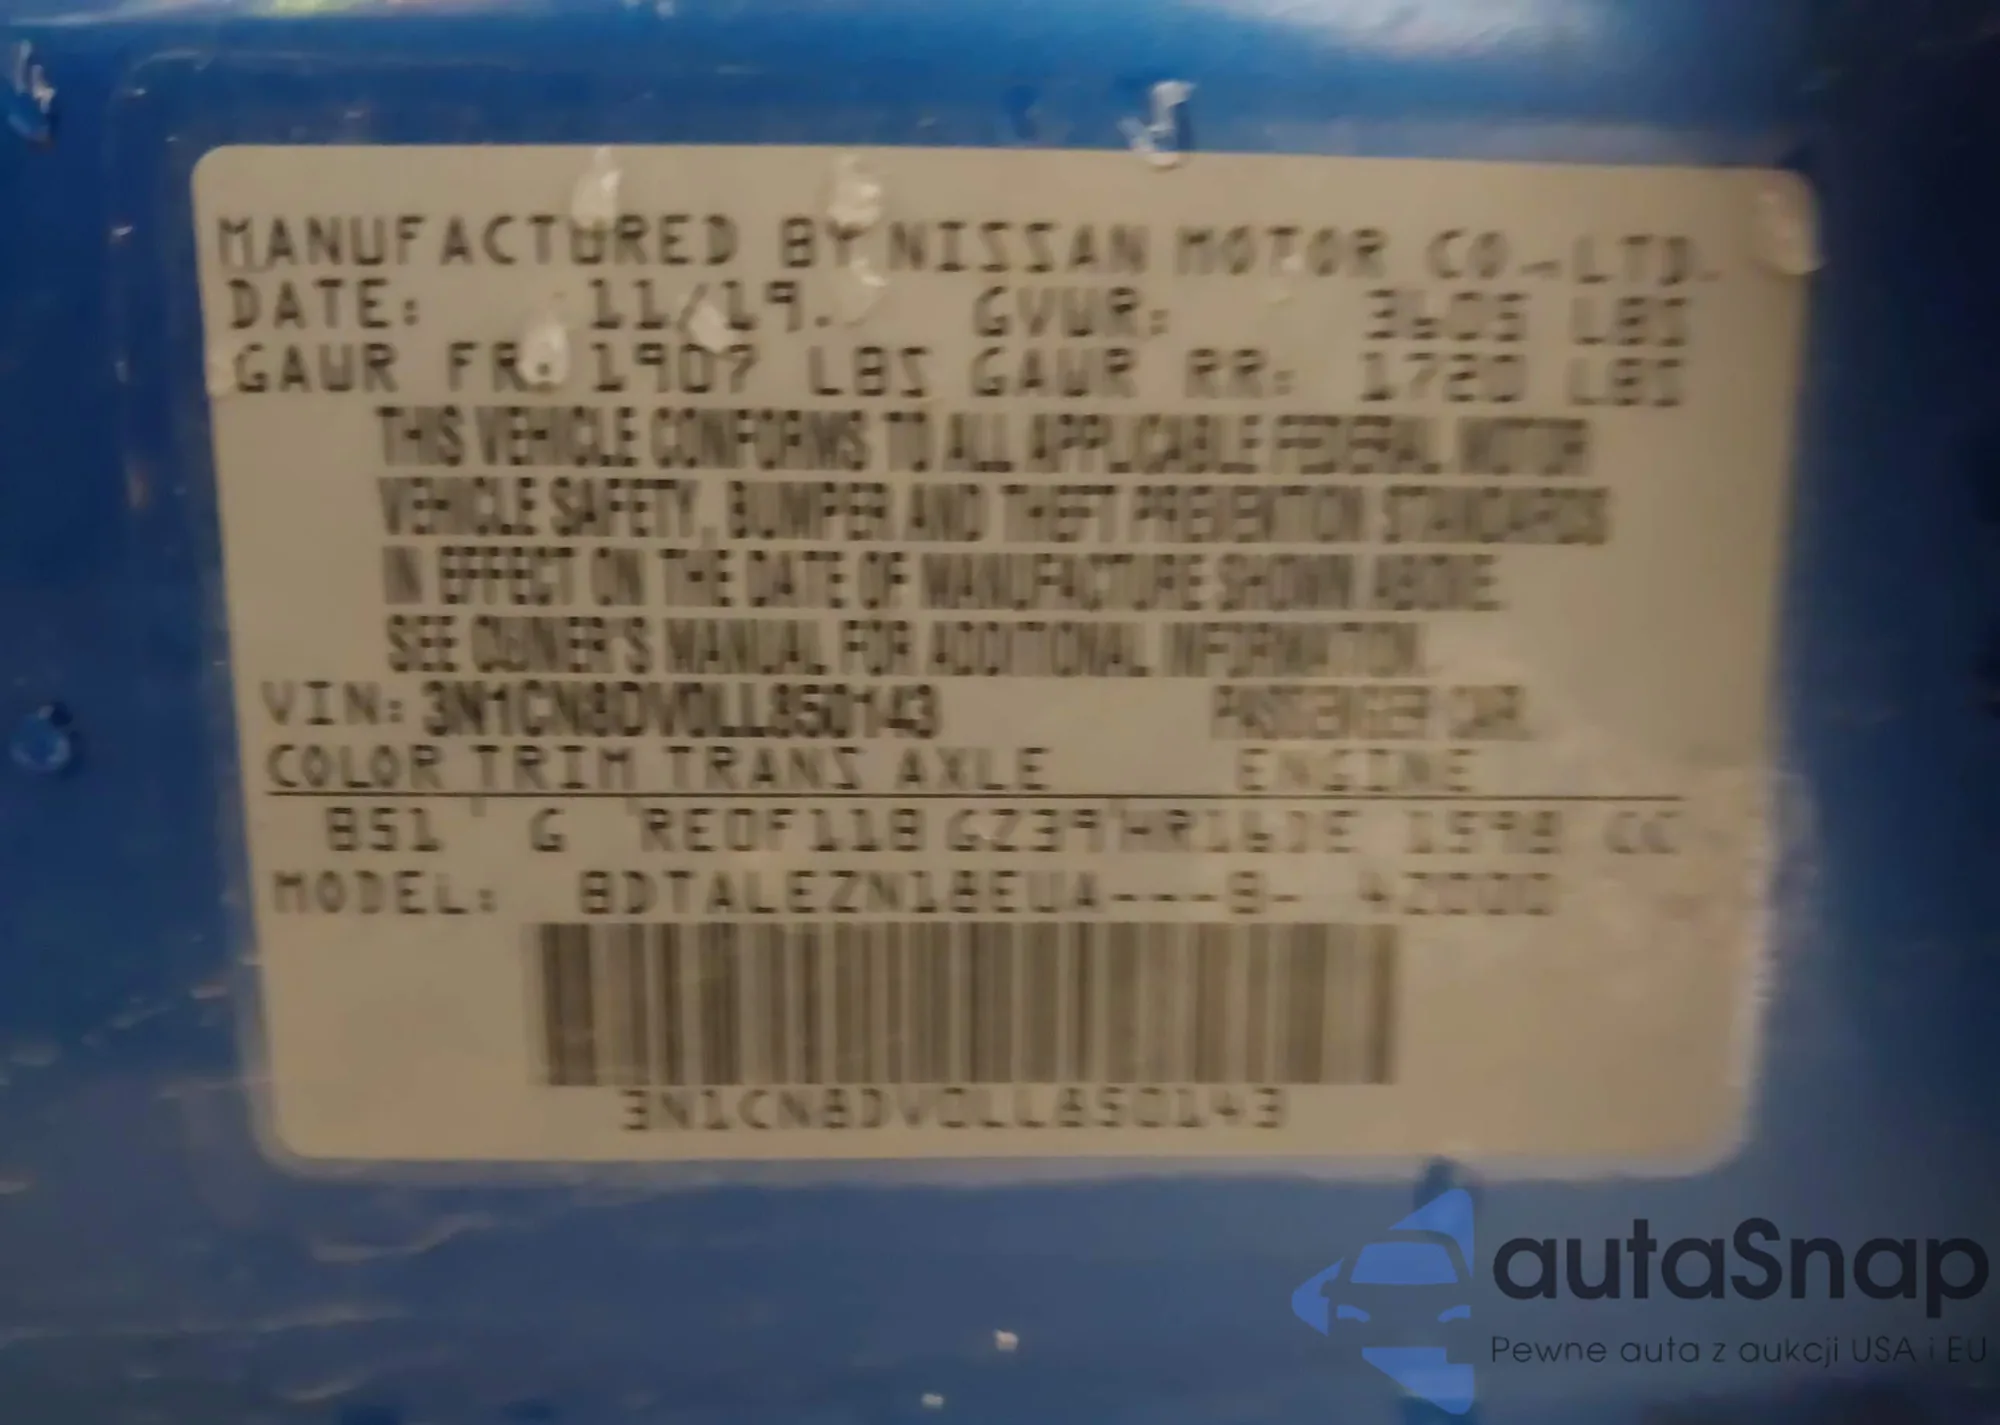 MANUFACTURED BY NISSAN MOTOR CO.,LTD.
DATE: 11/19. GVWR: 3605 LBS
GAWR FR. 1907 LBS GAWR RR: 1720 LBS
THIS VEHICLE CONFORMS TO ALL APPLICABLE FEDERAL MOTOR
VEHICLE SAFETY, BUMPER AND THEFT PREVENTION STANDARDS
IN EFFECT ON THE DATE OF MANUFACTURE SHOWN ABOVE.
SEE OWNER'S MANUAL FOR ADDITIONAL INFORMATION.
VIN: 3N1CN8DV0LL850143 PASSENGER CAR
COLOR TRIM TRANS AXLE ENGINE
B51 G RE0F11B GZ39 HR16DE 1598 CC
MODEL: BDTALEZN18EUA---B- 42000
3N1CN8DV0LL850143
autaSnap
Pewne auta z aukcji USA i EU